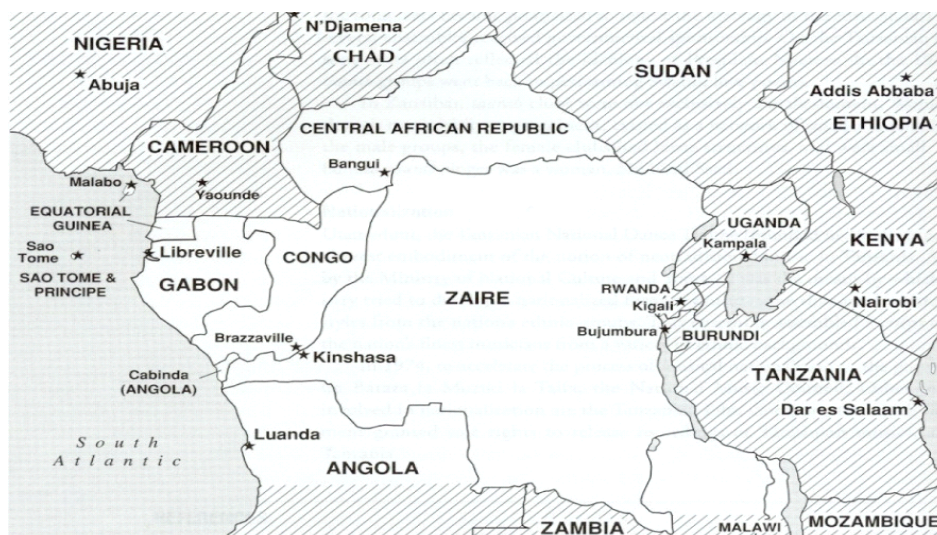 N'Djamena
NIGERIA
CHAD
SUDAN
Abuja
Addis Abbaba
ETHIOPIA
CENTRAL AFRICAN REPUBLIC
CAMEROON
Bangui
Malabo
Yaounde
EQUATORIAL
GUINEA
UGANDA
Kampala
KENYA
Sao
Tome
Libreville
CONGO
SAO TOME &
PRINCIPE
GABON
ZAIRE
RWANDA
Kigali
Nairobi
Brazzaville
Bujumbura
BURUNDI
Kinshasa
Cabinda
(ANGOLA)
TANZANIA
Dar es Salaam
Luanda
South
Atlantic
ANGOLA
ZAMBIA
MALAWI
MOZAMBIQUE